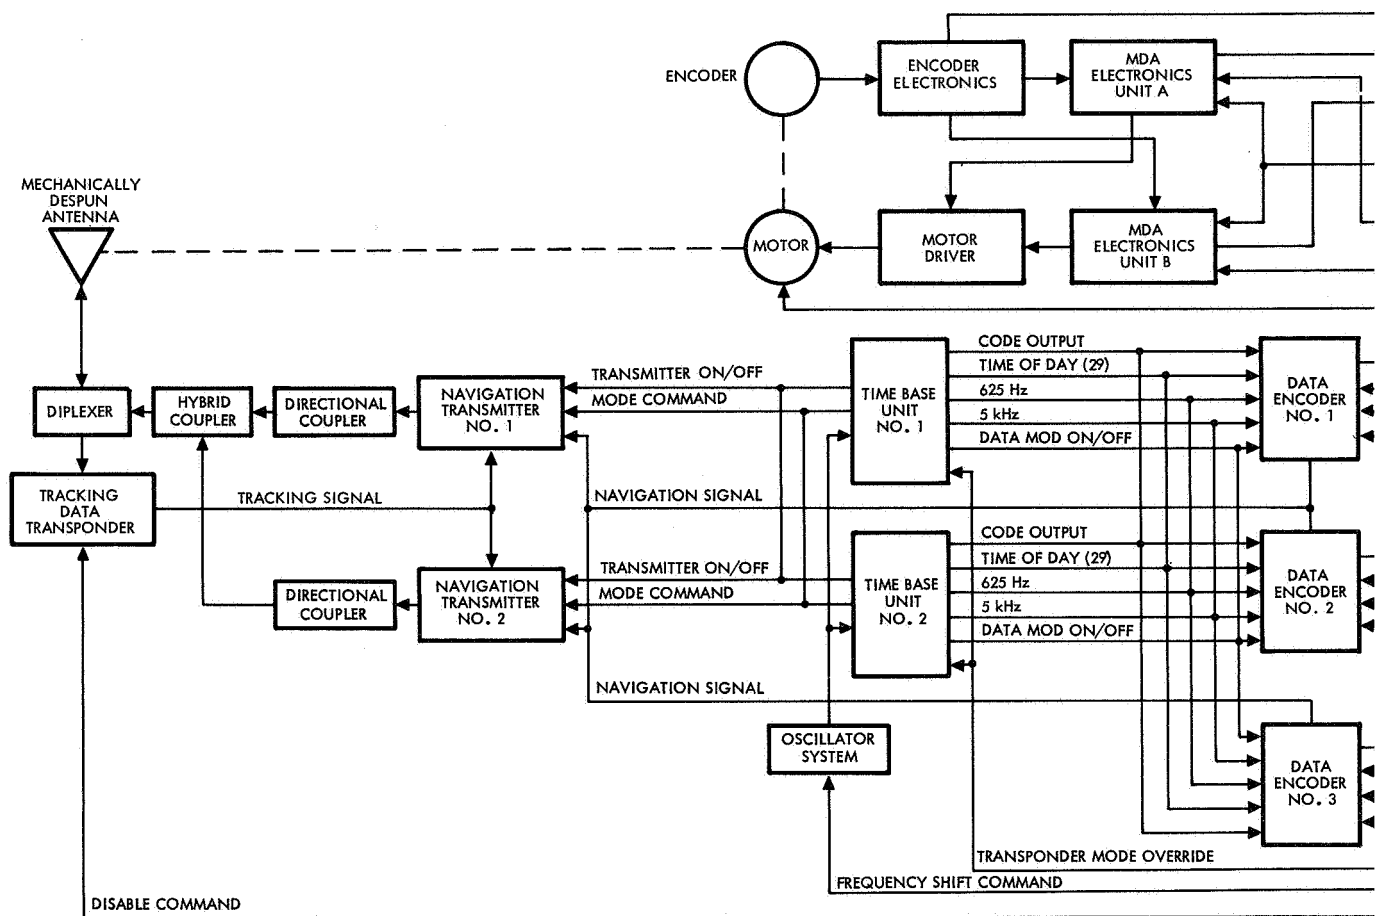 ENCODER
ENCODER
ELECTRONICS
MDA
ELECTRONICS
UNIT A
MECHANICALLY
DESPUN
ANTENNA
MOTOR
MOTOR
DRIVER
MDA
ELECTRONICS
UNIT B
DIPLEXER
HYBRID
COUPLER
DIRECTIONAL
COUPLER
NAVIGATION
TRANSMITTER
NO. 1
TRANSMITTER ON/OFF
MODE COMMAND
TIME BASE
UNIT
NO. 1
CODE OUTPUT
TIME OF DAY (29)
625 Hz
5 kHz
DATA MOD ON/OFF
DATA
ENCODER
NO. 1
TRACKING
DATA
TRANSPONDER
TRACKING SIGNAL
NAVIGATION SIGNAL
DIRECTIONAL
COUPLER
NAVIGATION
TRANSMITTER
NO. 2
TRANSMITTER ON/OFF
MODE COMMAND
TIME BASE
UNIT
NO. 2
CODE OUTPUT
TIME OF DAY (29)
625 Hz
5 kHz
DATA MOD ON/OFF
DATA
ENCODER
NO. 2
NAVIGATION SIGNAL
OSCILLATOR
SYSTEM
DATA
ENCODER
NO. 3
TRANSPONDER MODE OVERRIDE
FREQUENCY SHIFT COMMAND
DISABLE COMMAND